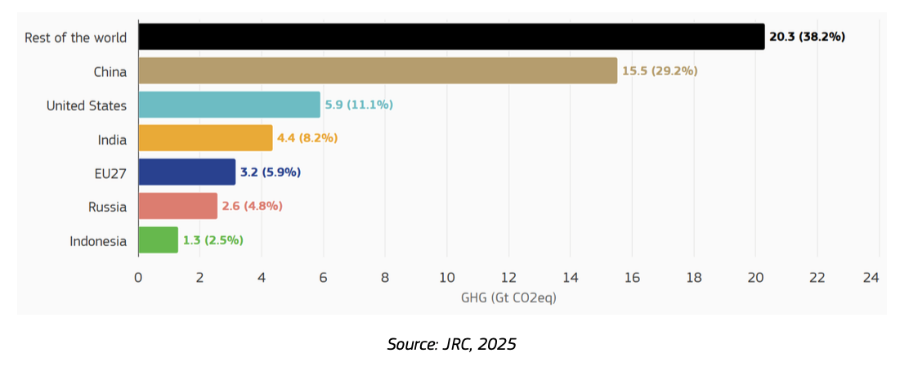 Rest of the world 20.3 (38.2%)
China 15.5 (29.2%)
United States 5.9 (11.1%)
India 4.4 (8.2%)
EU27 3.2 (5.9%)
Russia 2.6 (4.8%)
Indonesia 1.3 (2.5%)
0 2 4 6 8 10 12 14 16 18 20 22 24
GHG (Gt CO2eq)
Source: JRC, 2025